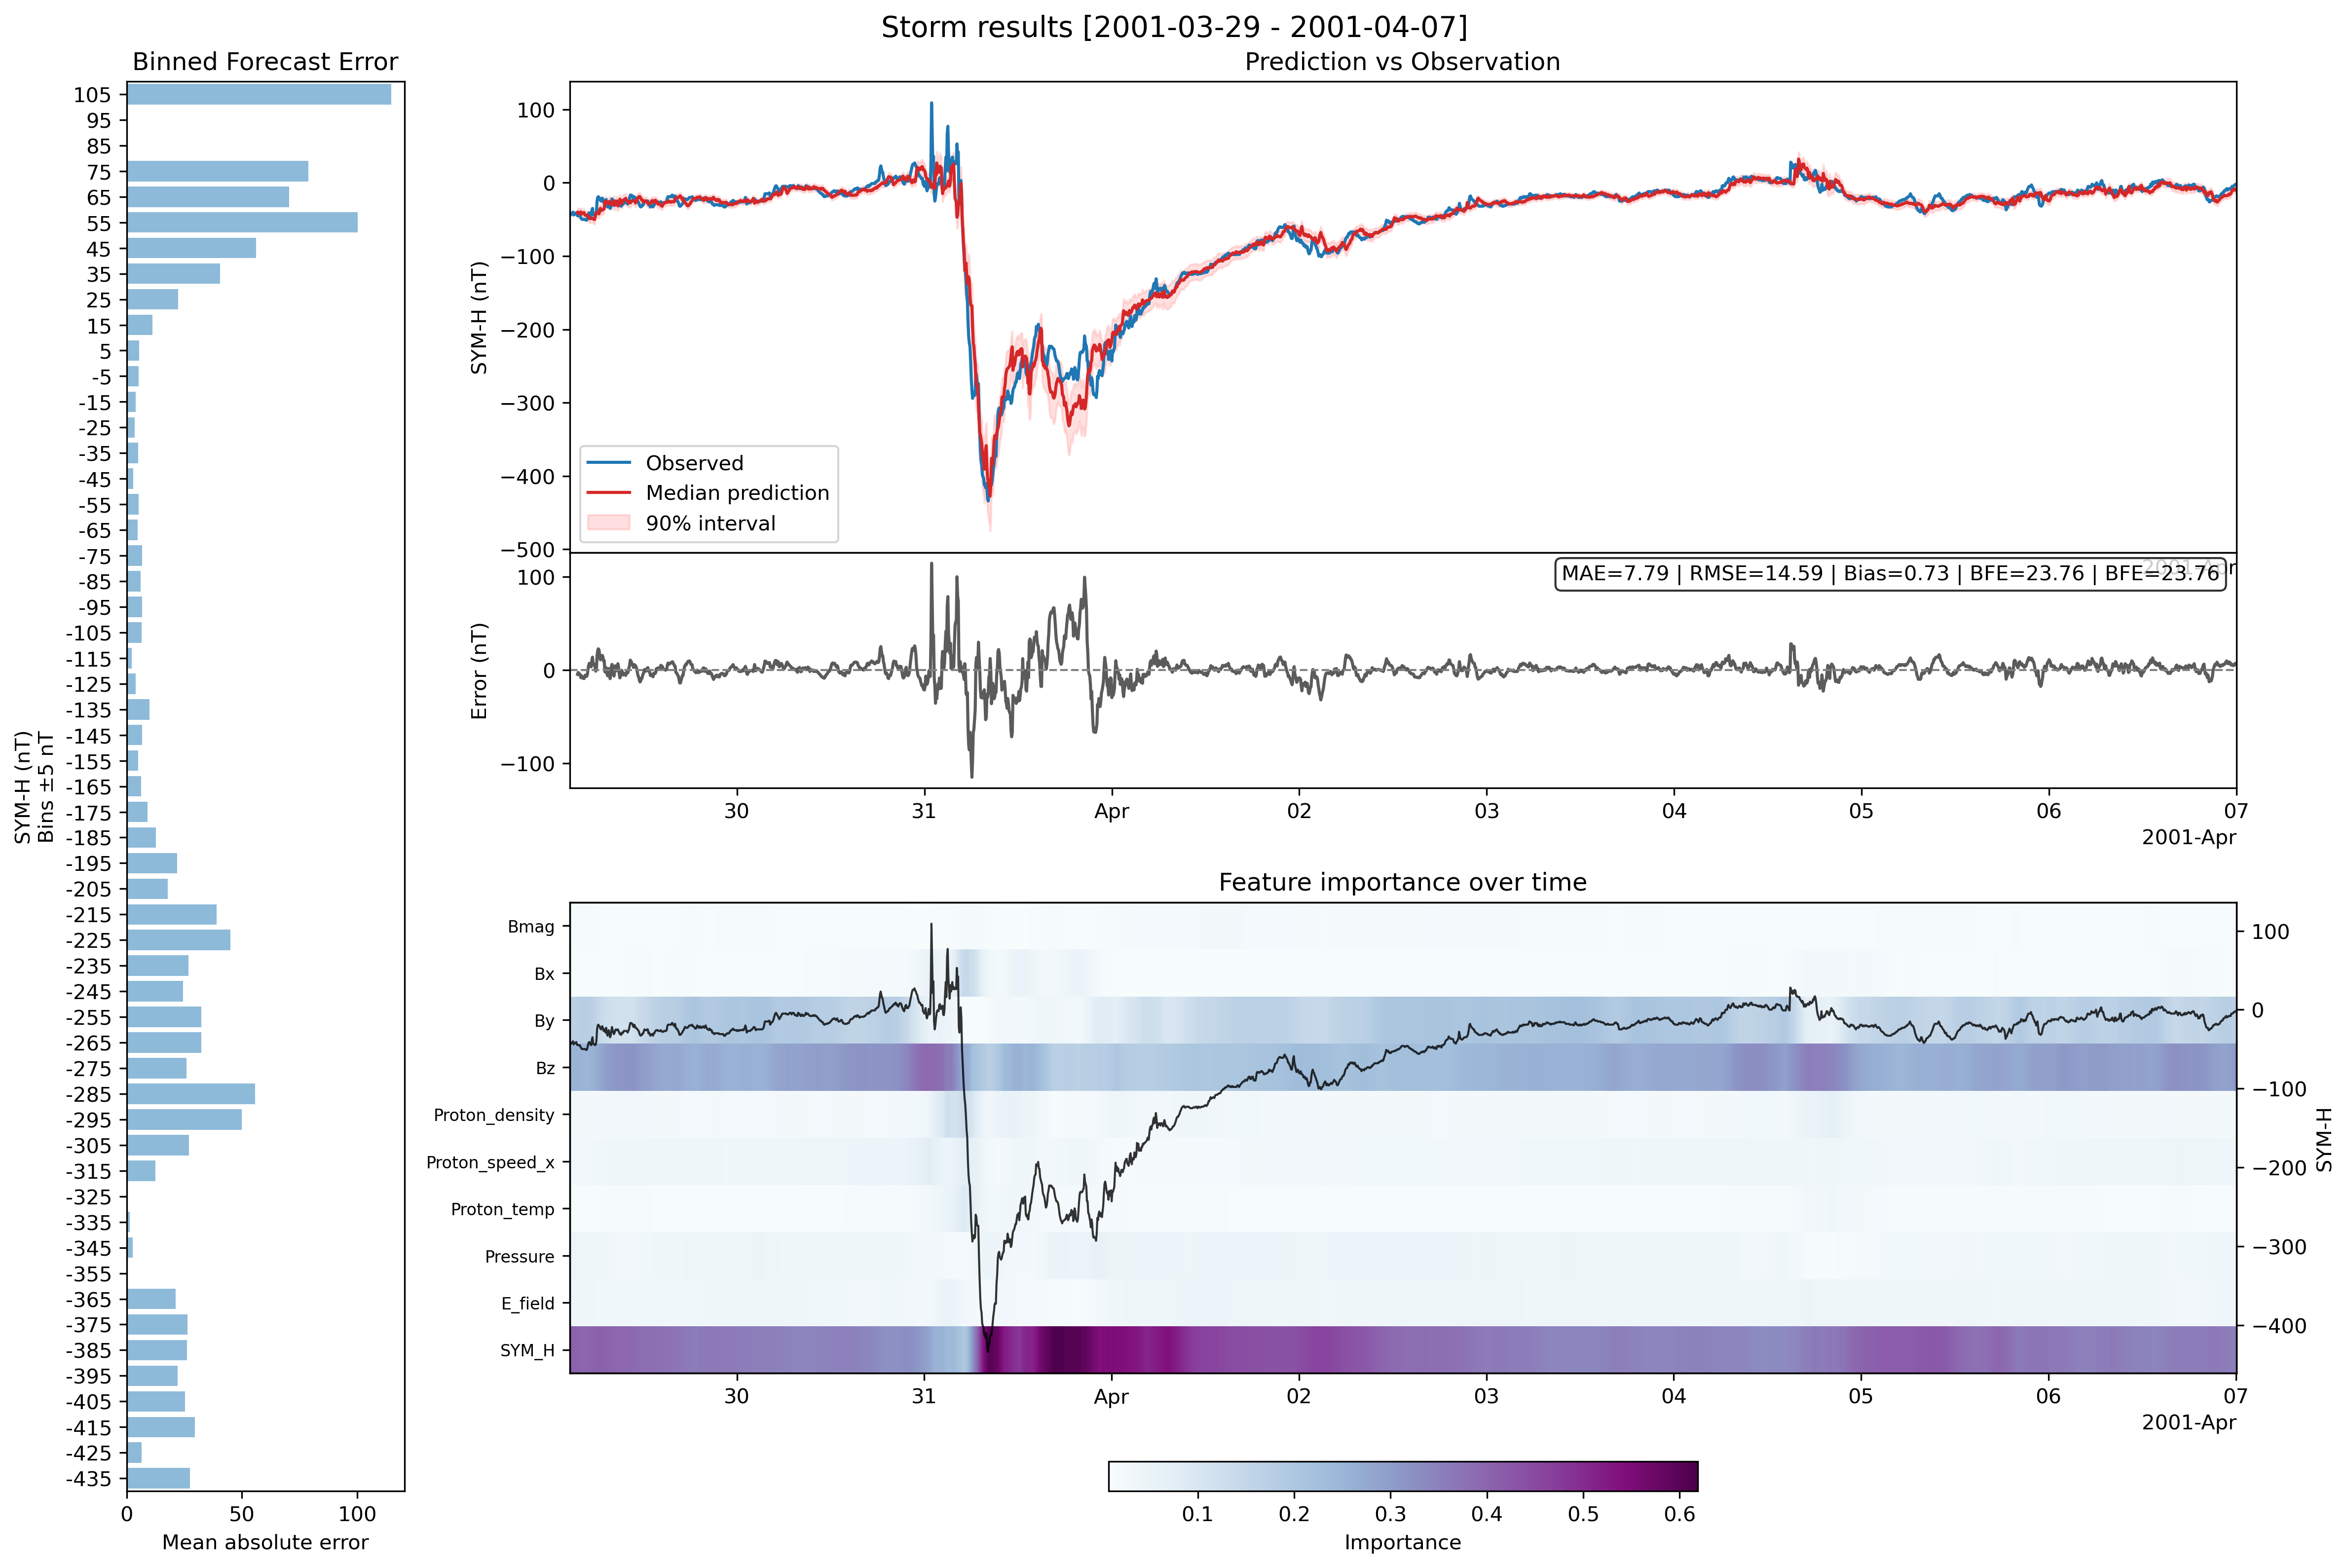 Storm results [2001-03-29 - 2001-04-07]
Binned Forecast Error
105
95
85
75
65
55
45
35
25
15
5
-5
-15
-25
-35
-45
-55
-65
-75
-85
-95
-105
-115
-125
-135
-145
-155
-165
-175
-185
-195
-205
-215
-225
-235
-245
-255
-265
-275
-285
-295
-305
-315
-325
-335
-345
-355
-365
-375
-385
-395
-405
-415
-425
-435
SYM-H (nT)
Bins ±5 nT
0 50 100
Mean absolute error
Prediction vs Observation
100
0
−100
−200
−300
−400
−500
SYM-H (nT)
Observed
Median prediction
90% interval
2001-Apr
MAE=7.79 | RMSE=14.59 | Bias=0.73 | BFE=23.76 | BFE=23.76
100
0
−100
Error (nT)
30 31 Apr 02 03 04 05 06 07
2001-Apr
Feature importance over time
Bmag
Bx
By
Bz
Proton_density
Proton_speed_x
Proton_temp
Pressure
E_field
SYM_H
100
0
−100
−200
−300
−400
SYM-H
30 31 Apr 02 03 04 05 06 07
2001-Apr
0.1 0.2 0.3 0.4 0.5 0.6
Importance